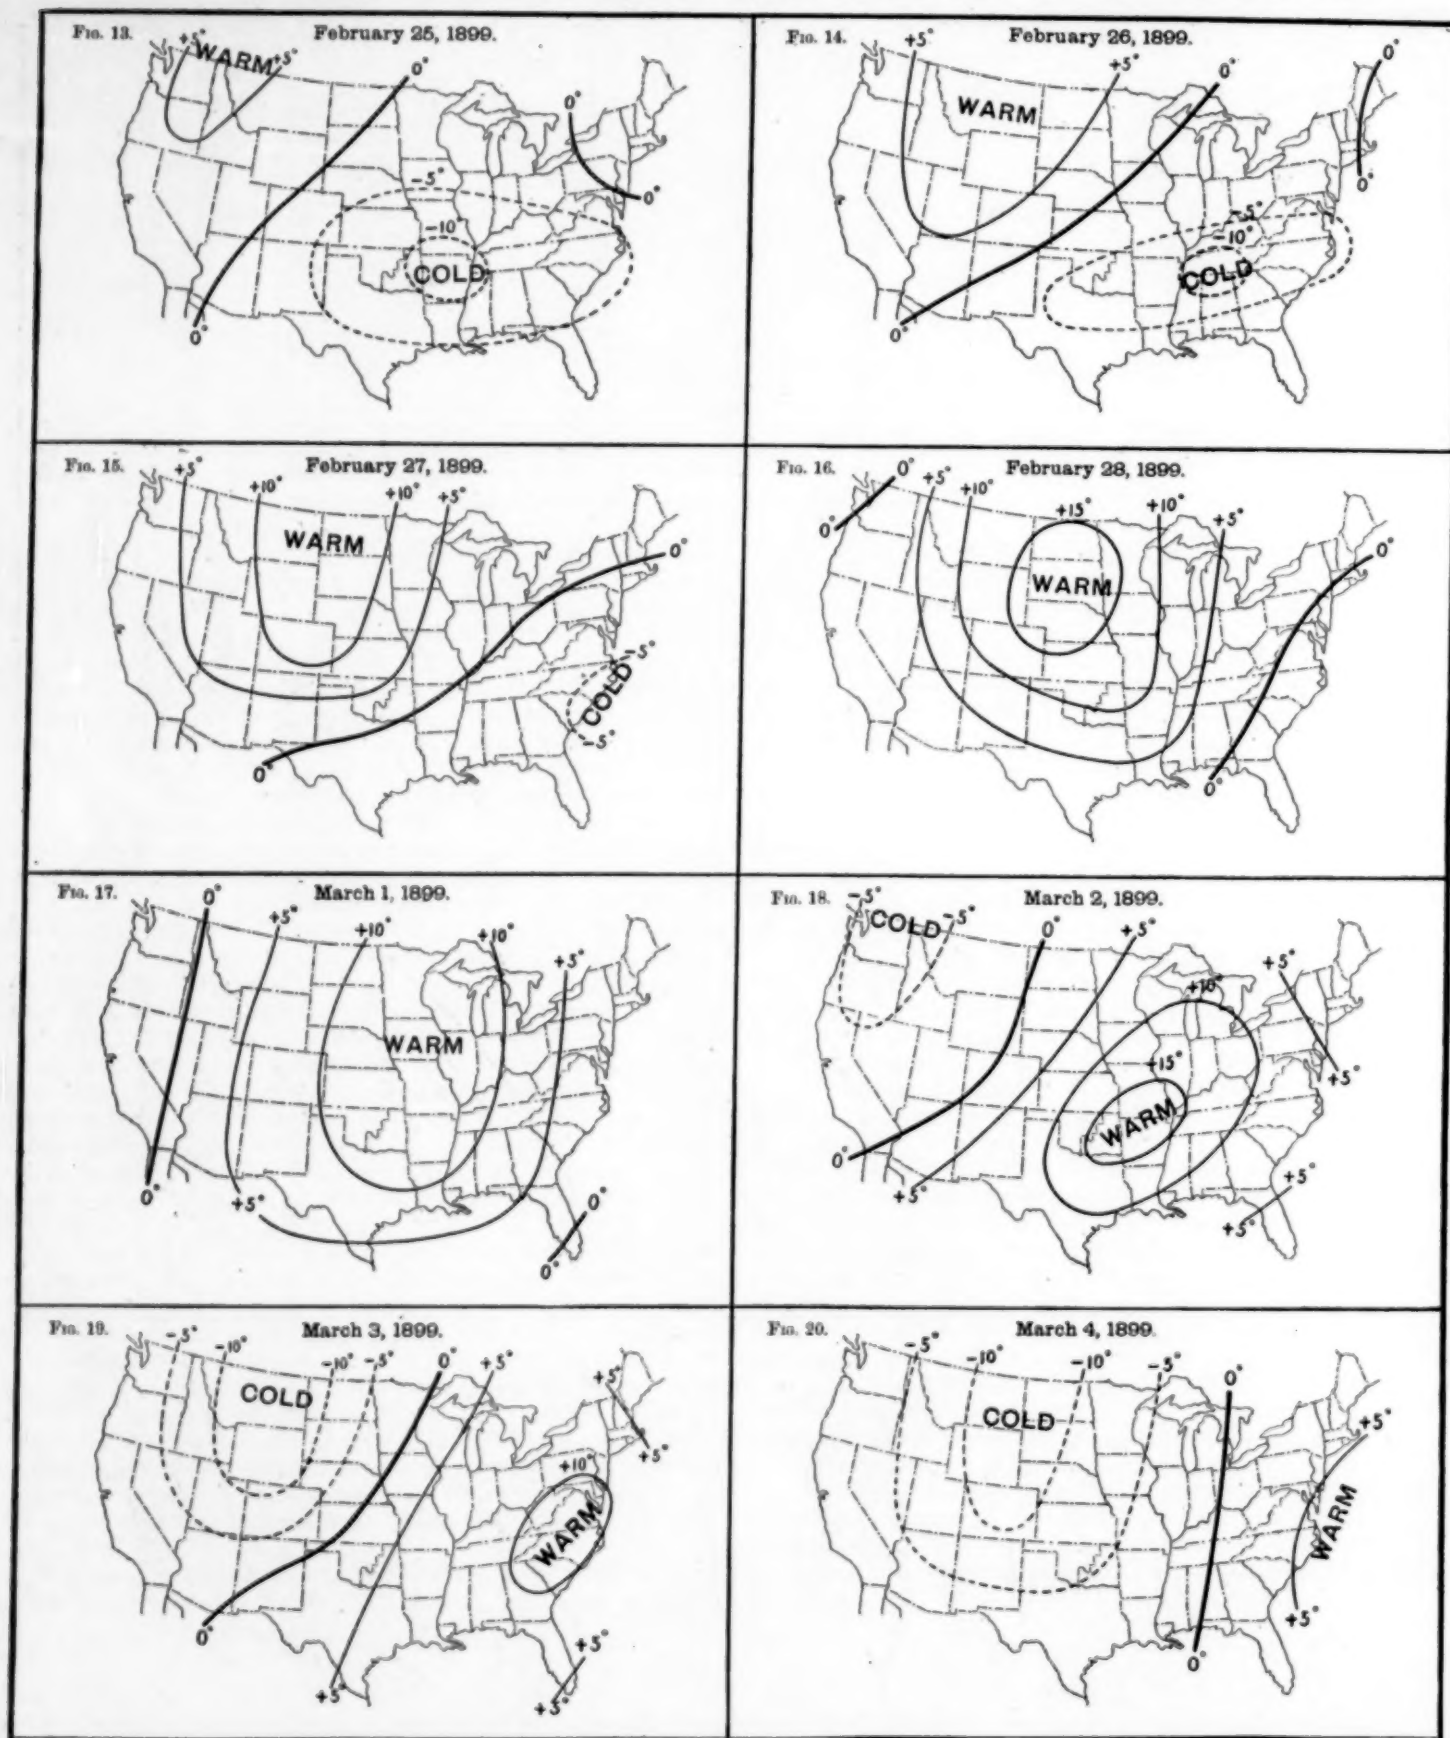 FIG. 13.
February 25, 1899.
+5°
WARM
+5°
0°
0°
0°
-5°
-10°
COLD
0°
FIG. 14.
February 26, 1899.
+5°
+5°
0°
0°
WARM
0°
-5°
-10°
COLD
0°
FIG. 15.
February 27, 1899.
+5°
+10°
+10°
+5°
WARM
0°
-5°
COLD
-5°
0°
FIG. 16.
February 28, 1899.
0°
+5°
+10°
+15°
+10°
+5°
0°
WARM
0°
0°
FIG. 17.
March 1, 1899.
0°
+5°
+10°
+10°
+5°
WARM
0°
+5°
0°
0°
FIG. 18.
March 2, 1899.
-5°
COLD
-5°
0°
+5°
+5°
+10°
+15°
+5°
WARM
0°
+5°
+5°
+5°
FIG. 19.
March 3, 1899.
-5°
-10°
-10°
-5°
0°
+5°
+5°
COLD
+5°
+10°
WARM
0°
+5°
+5°
+5°
FIG. 20.
March 4, 1899.
-5°
-10°
-10°
-5°
0°
COLD
+5°
WARM
+5°
0°